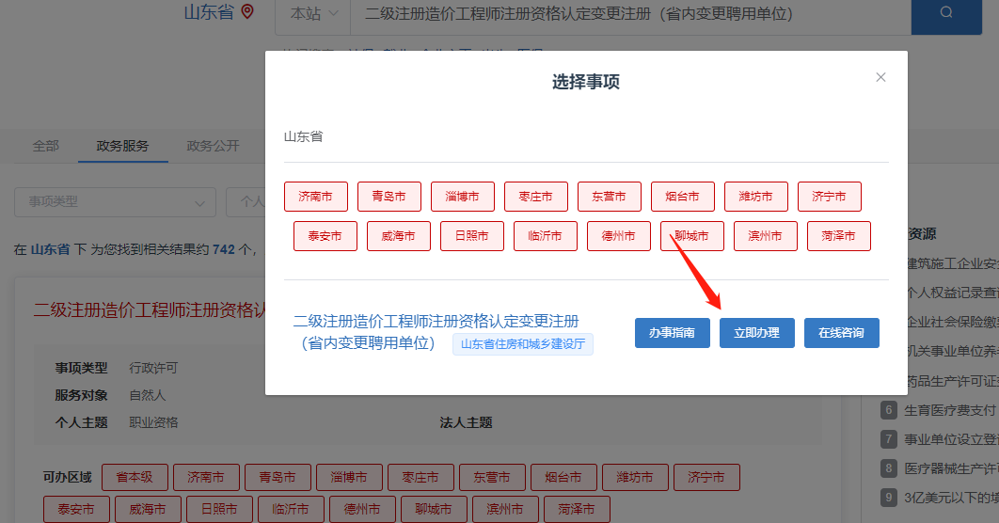 山东省
本站
二级注册造价工程师注册资格认定变更注册（省内变更聘用单位）
选择事项
山东省
全部
政务服务
政务公开
济南市 青岛市 淄博市 枣庄市 东营市 烟台市 潍坊市 济宁市
事项类型
个人
泰安市 威海市 日照市 临沂市 德州市 聊城市 滨州市 菏泽市
资源
在 山东省 下 为您找到相关结果约 742 个，
建筑施工企业安
个人权益记录查
二级注册造价工程师注册资格认
二级注册造价工程师注册资格认定变更注册
（省内变更聘用单位） 山东省住房和城乡建设厅
办事指南 立即办理 在线咨询
企业社会保险缴
机关事业单位养
事项类型 行政许可
药品生产许可证
服务对象 自然人
6 生育医疗费支付
个人主题 职业资格
法人主题
7 事业单位设立登
8 医疗器械生产许
可办区域 省本级 济南市 青岛市 淄博市 枣庄市 东营市 烟台市 潍坊市 济宁市
9 3亿美元以下的
泰安市 威海市 日照市 临沂市 德州市 聊城市 滨州市 菏泽市